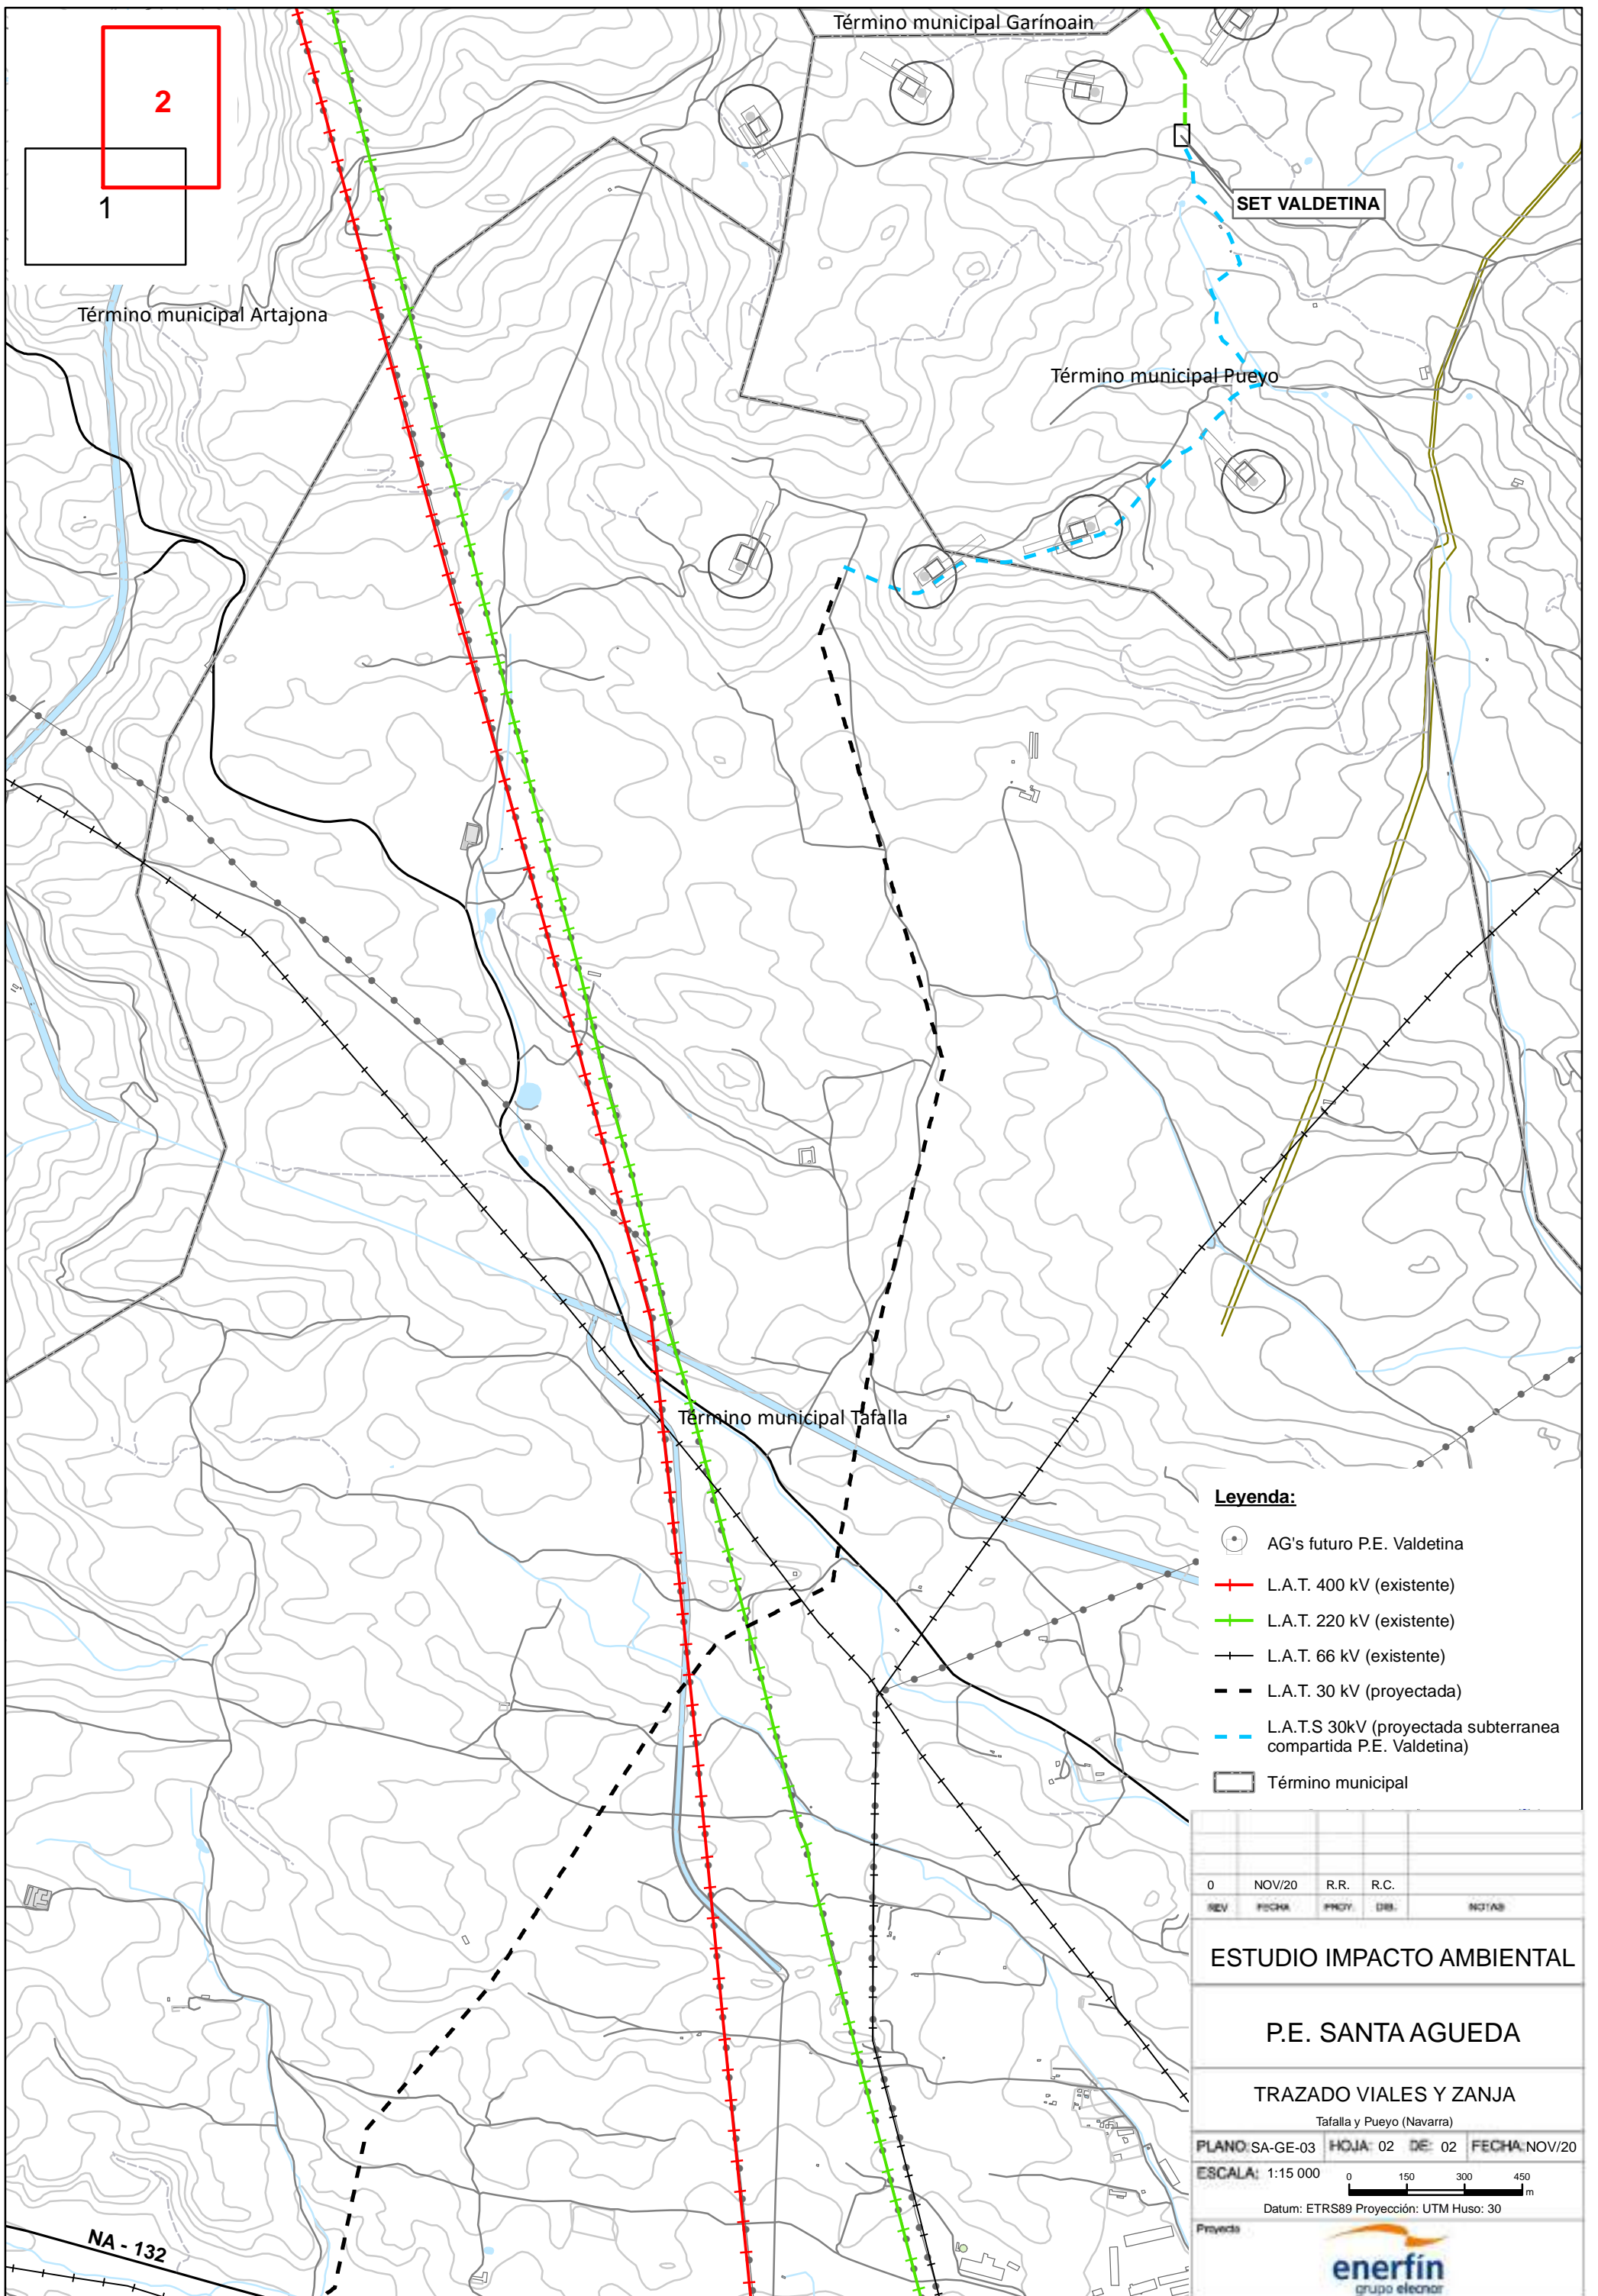 Término municipal Garínoain
2
1
SET VALDETINA
Término municipal Artajona
Término municipal Pueyo
Término municipal Tafalla
Leyenda:
AG's futuro P.E. Valdetina
L.A.T. 400 kV (existente)
L.A.T. 220 kV (existente)
L.A.T. 66 kV (existente)
L.A.T. 30 kV (proyectada)
L.A.T.S 30kV (proyectada subterranea
compartida P.E. Valdetina)
Término municipal
0 NOV/20 R.R. R.C.
REV FECHA PROY. DIB. NOTAS
ESTUDIO IMPACTO AMBIENTAL
P.E. SANTA AGUEDA
TRAZADO VIALES Y ZANJA
Tafalla y Pueyo (Navarra)
PLANO: SA-GE-03 HOJA: 02 DE: 02 FECHA: NOV/20
ESCALA: 1:15 000 0 150 300 450
m
Datum: ETRS89 Proyección: UTM Huso: 30
Proyecto
enerfín
grupo elecnor
NA - 132